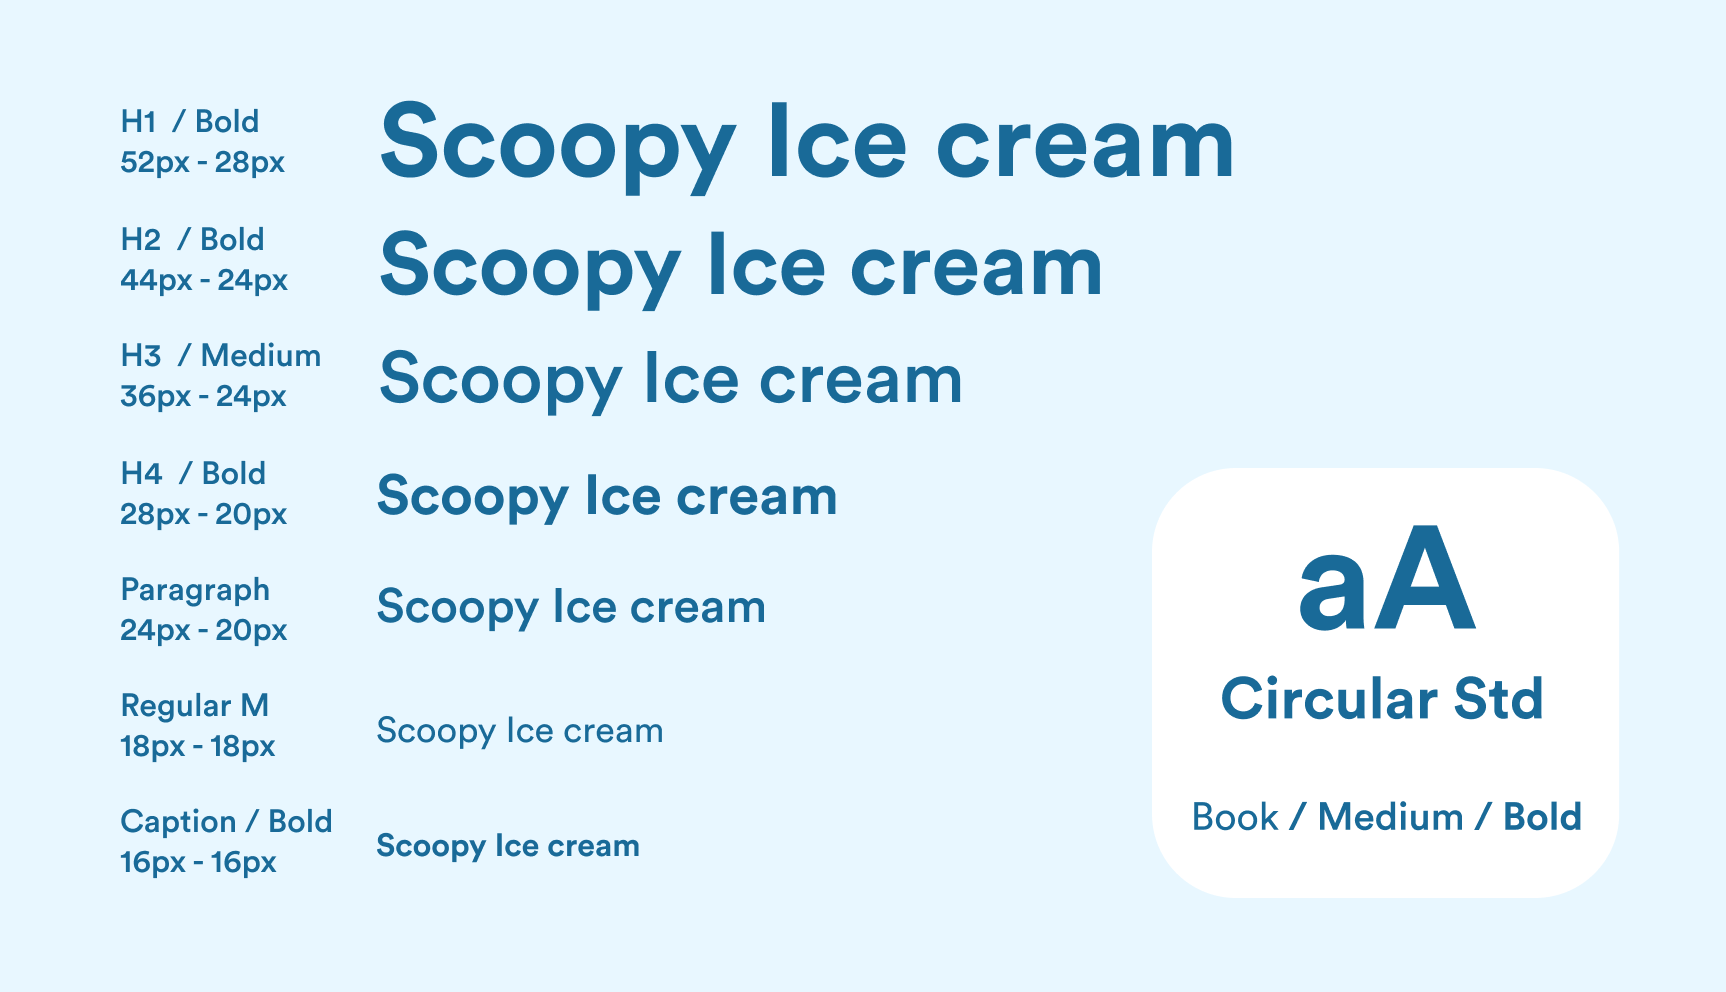 H1 / Bold
52px - 28px
Scoopy Ice cream
H2 / Bold
44px - 24px
Scoopy Ice cream
H3 / Medium
36px - 24px
Scoopy Ice cream
H4 / Bold
28px - 20px
Scoopy Ice cream
Paragraph
24px - 20px
Scoopy Ice cream
Regular M
18px - 18px
Scoopy Ice cream
Caption / Bold
16px - 16px
Scoopy Ice cream
aA
Circular Std
Book / Medium / Bold